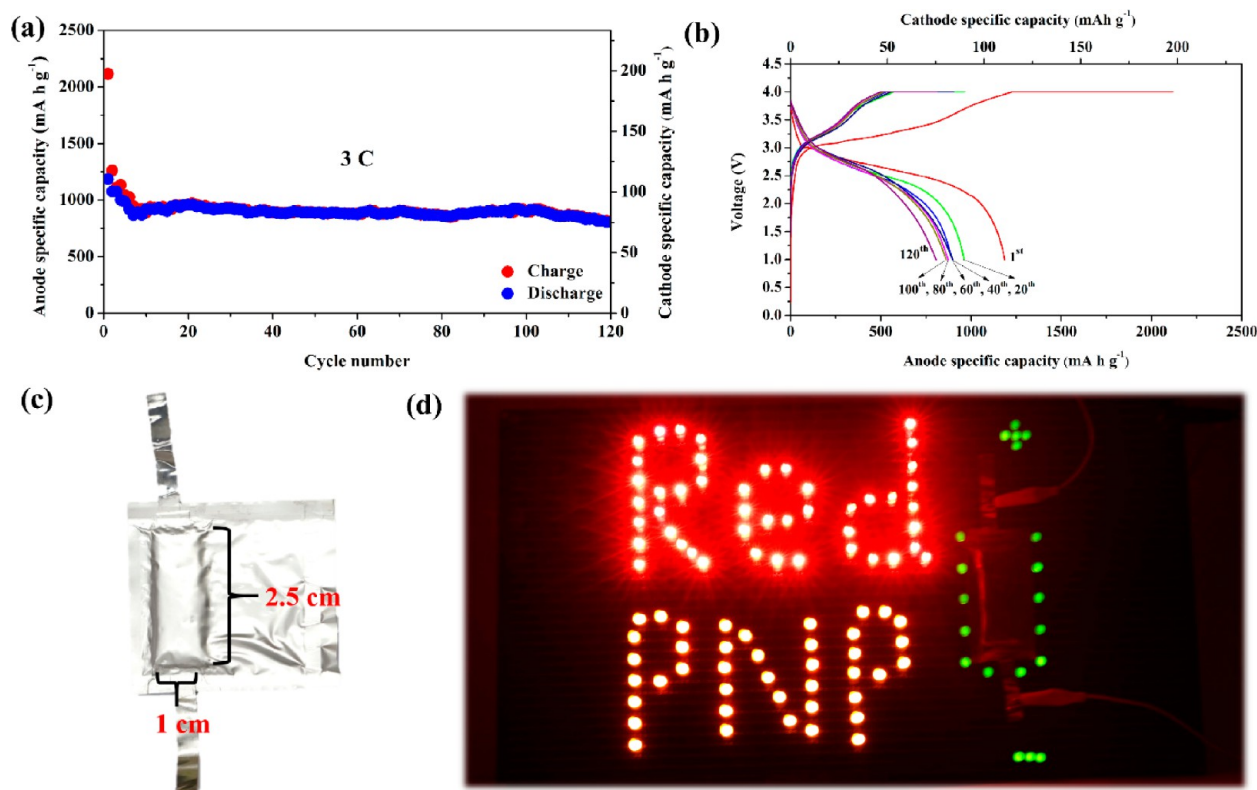 (a)
2500
2000
1500
1000
500
0
Anode specific capacity (mA h g⁻¹)
200
150
100
50
0
Cathode specific capacity (mA h g⁻¹)
3 C
Charge
Discharge
0 20 40 60 80 100 120
Cycle number
(b)
Cathode specific capacity (mAh g⁻¹)
0 50 100 150 200
4.5
4.0
3.5
3.0
2.5
2.0
1.5
1.0
0.5
0.0
Voltage (V)
120th
1st
100th, 80th, 60th, 40th, 20th
0 500 1000 1500 2000 2500
Anode specific capacity (mA h g⁻¹)
(c)
2.5 cm
1 cm
(d)
Red
PNP